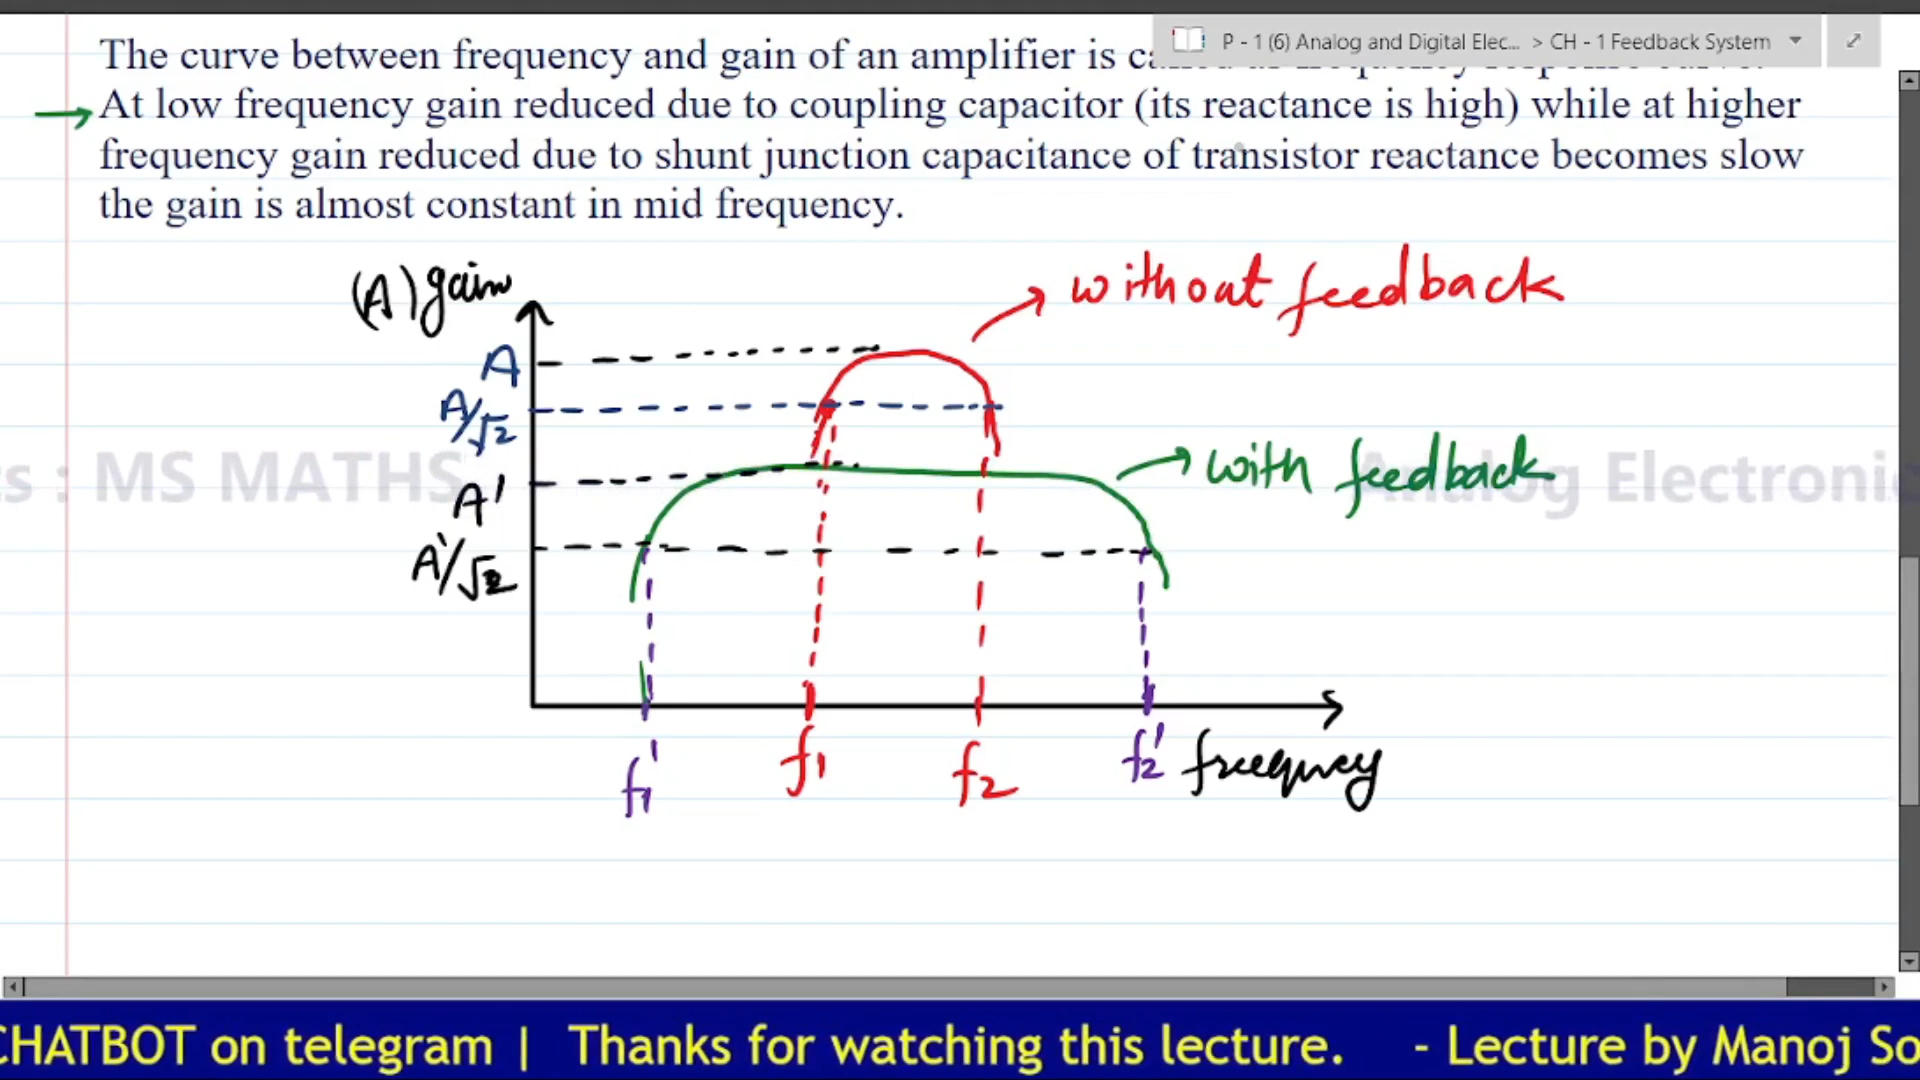 P - 1 (6) Analog and Digital Elec... > CH - 1 Feedback System
The curve between frequency and gain of an amplifier is
At low frequency gain reduced due to coupling capacitor (its reactance is high) while at higher
frequency gain reduced due to shunt junction capacitance of transistor reactance becomes slow
the gain is almost constant in mid frequency.
(A) gain
without feedback
A
A/√2
with feedback
: MS MATHS
Analog Electronic
A'
A'/√2
f1' f1 f2 f2' frequency
CHATBOT on telegram | Thanks for watching this lecture. - Lecture by Manoj So